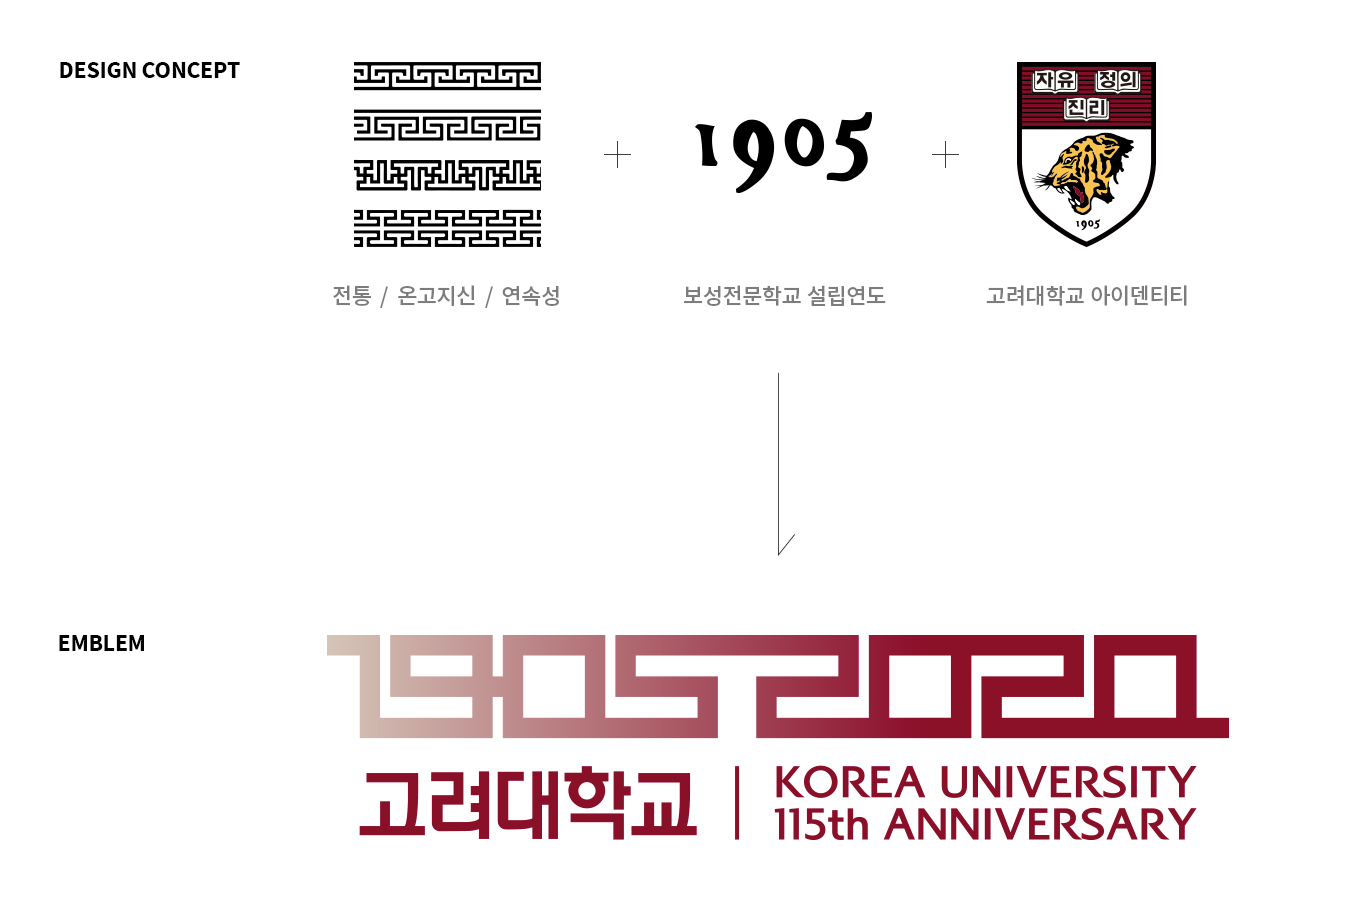 DESIGN CONCEPT
1905
자유 정의
진리
1905
전통 / 온고지신 / 연속성
보성전문학교 설립연도
고려대학교 아이덴티티
EMBLEM
1905 2020
고려대학교
KOREA UNIVERSITY
115th ANNIVERSARY